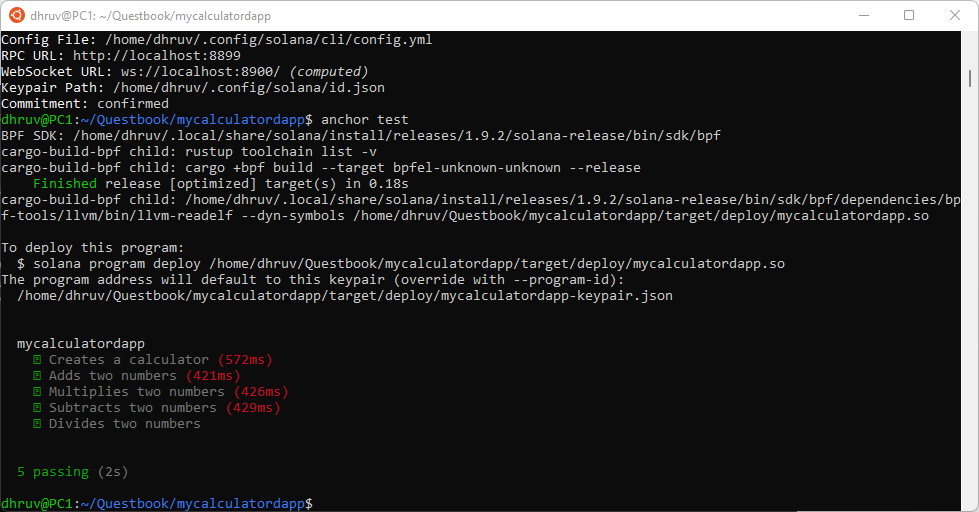 dhruv@PC1: ~/Questbook/mycalculatordapp
Config File: /home/dhruv/.config/solana/cli/config.yml
RPC URL: http://localhost:8899
WebSocket URL: ws://localhost:8900/ (computed)
Keypair Path: /home/dhruv/.config/solana/id.json
Commitment: confirmed
dhruv@PC1:~/Questbook/mycalculatordapp$ anchor test
BPF SDK: /home/dhruv/.local/share/solana/install/releases/1.9.2/solana-release/bin/sdk/bpf
cargo-build-bpf child: rustup toolchain list -v
cargo-build-bpf child: cargo +bpf build --target bpfel-unknown-unknown --release
Finished release [optimized] target(s) in 0.18s
cargo-build-bpf child: /home/dhruv/.local/share/solana/install/releases/1.9.2/solana-release/bin/sdk/bpf/dependencies/bp
f-tools/llvm/bin/llvm-readelf --dyn-symbols /home/dhruv/Questbook/mycalculatordapp/target/deploy/mycalculatordapp.so
To deploy this program:
$ solana program deploy /home/dhruv/Questbook/mycalculatordapp/target/deploy/mycalculatordapp.so
The program address will default to this keypair (override with --program-id):
/home/dhruv/Questbook/mycalculatordapp/target/deploy/mycalculatordapp-keypair.json
mycalculatordapp
Creates a calculator (572ms)
Adds two numbers (421ms)
Multiplies two numbers (426ms)
Subtracts two numbers (429ms)
Divides two numbers
5 passing (2s)
dhruv@PC1:~/Questbook/mycalculatordapp$